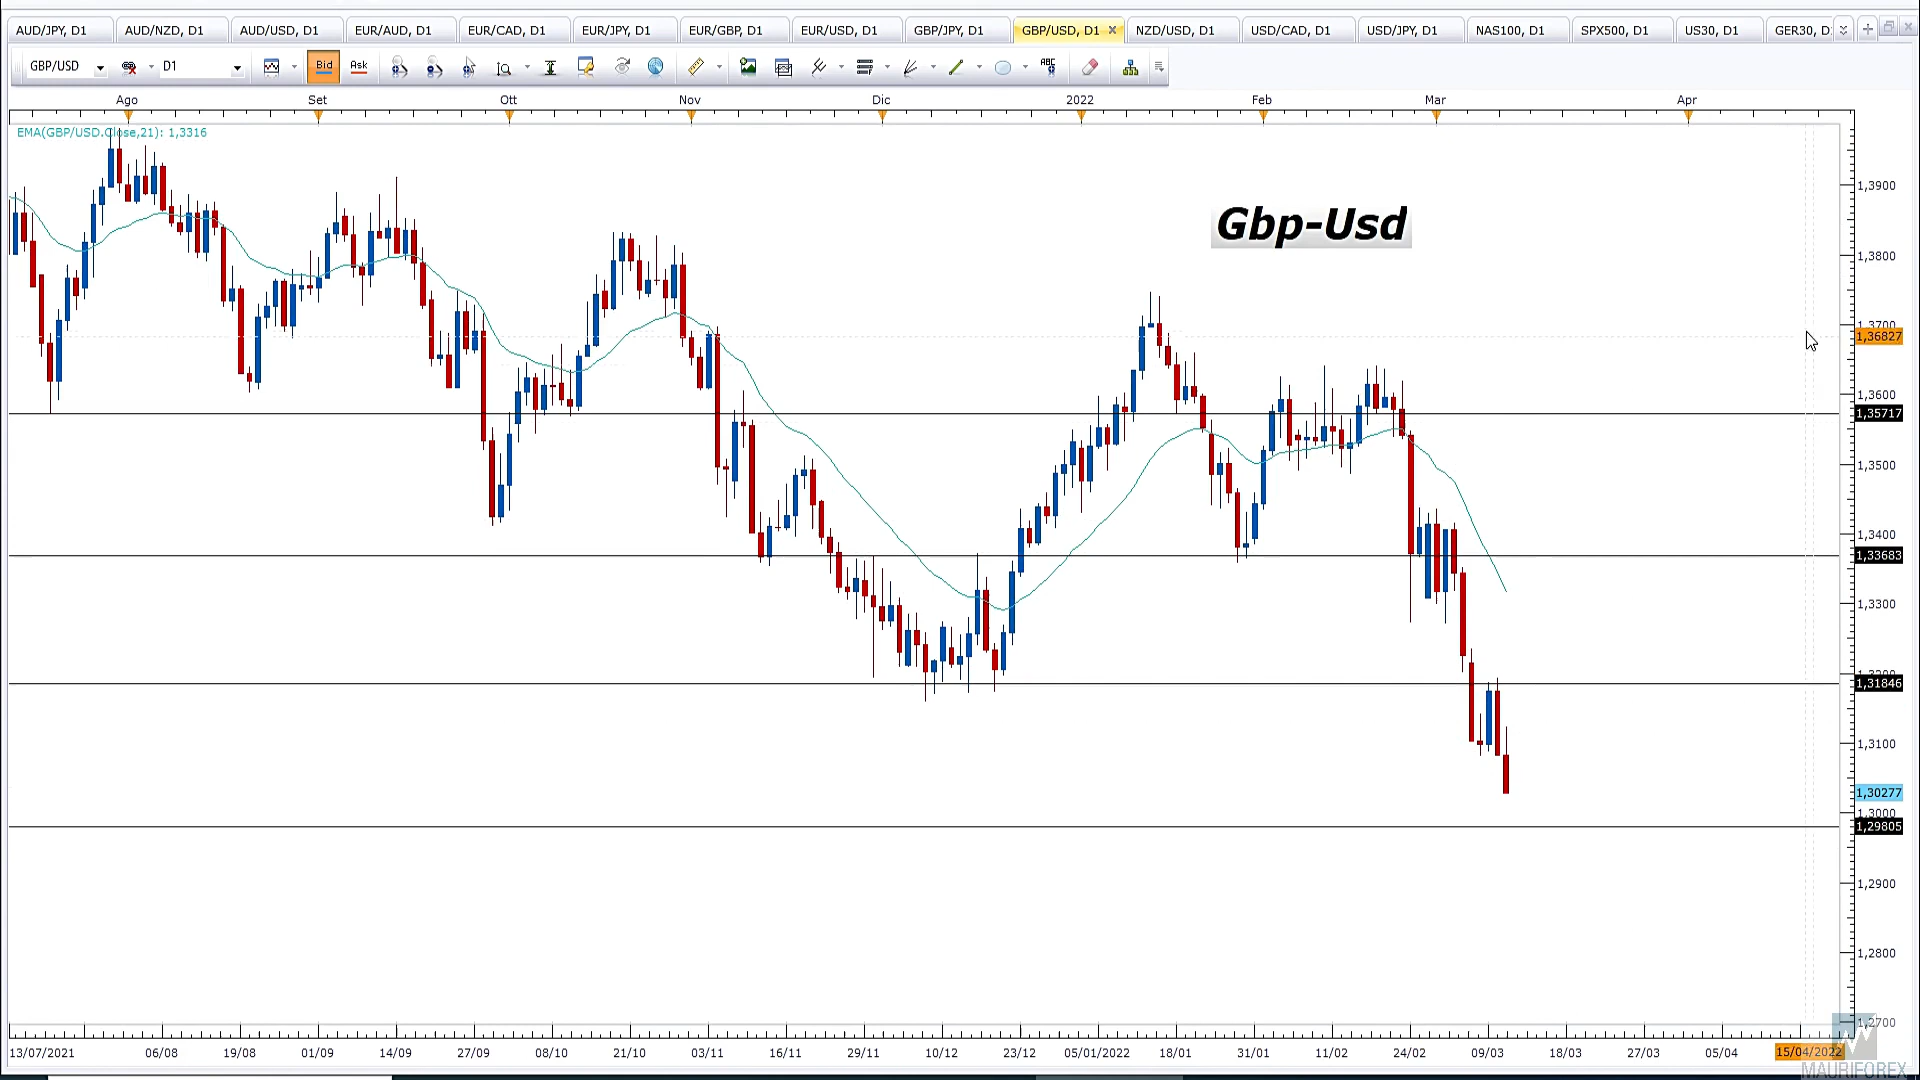 AUD/JPY, D1 AUD/NZD, D1 AUD/USD, D1 EUR/AUD, D1 EUR/CAD, D1 EUR/JPY, D1 EUR/GBP, D1 EUR/USD, D1 GBP/JPY, D1 GBP/USD, D1 NZD/USD, D1 USD/CAD, D1 USD/JPY, D1 NAS100, D1 SPX500, D1 US30, D1 GER30, D
GBP/USD D1 Bid Ask ABC
Ago Set Ott Nov Dic 2022 Feb Mar Apr
EMA(GBP/USD.Close,21): 1,3316
Gbp-Usd
1,3900
1,3800
1,3700
1,36827
1,3600
1,35717
1,3500
1,3400
1,33683
1,3300
1,3200
1,31846
1,3100
1,30277
1,3000
1,29805
1,2900
1,2800
1,2700
13/07/2021 06/08 19/08 01/09 14/09 27/09 08/10 21/10 03/11 16/11 29/11 10/12 23/12 05/01/2022 18/01 31/01 11/02 24/02 09/03 18/03 27/03 05/04 15/04/2022
MAURIFOREX